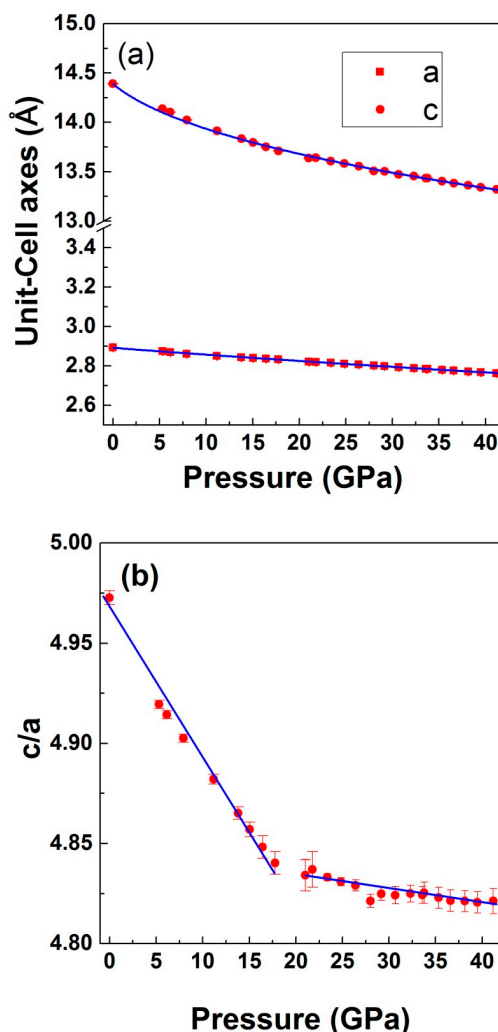 (a)
a
c
15.0
14.5
14.0
13.5
13.0
3.4
3.2
3.0
2.8
2.6
Unit-Cell axes (Å)
0 5 10 15 20 25 30 35 40
Pressure (GPa)
(b)
5.00
4.95
4.90
4.85
4.80
c/a
0 5 10 15 20 25 30 35 40
Pressure (GPa)